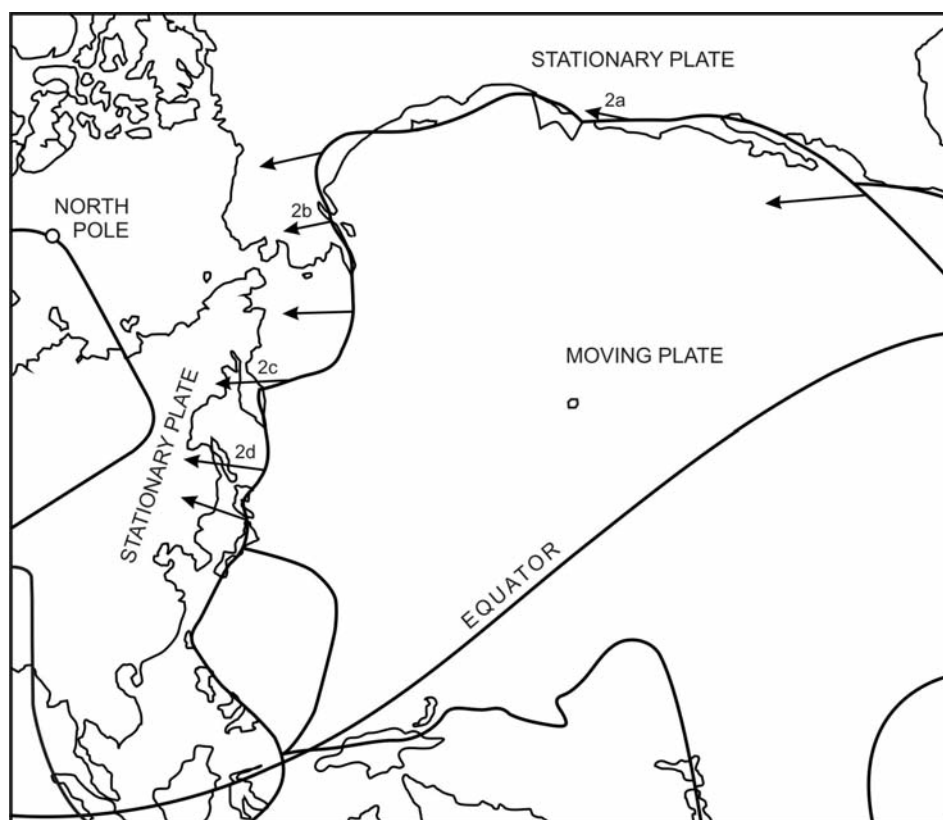 STATIONARY PLATE
2a
NORTH
POLE
2b
MOVING PLATE
2c
STATIONARY PLATE
2d
EQUATOR